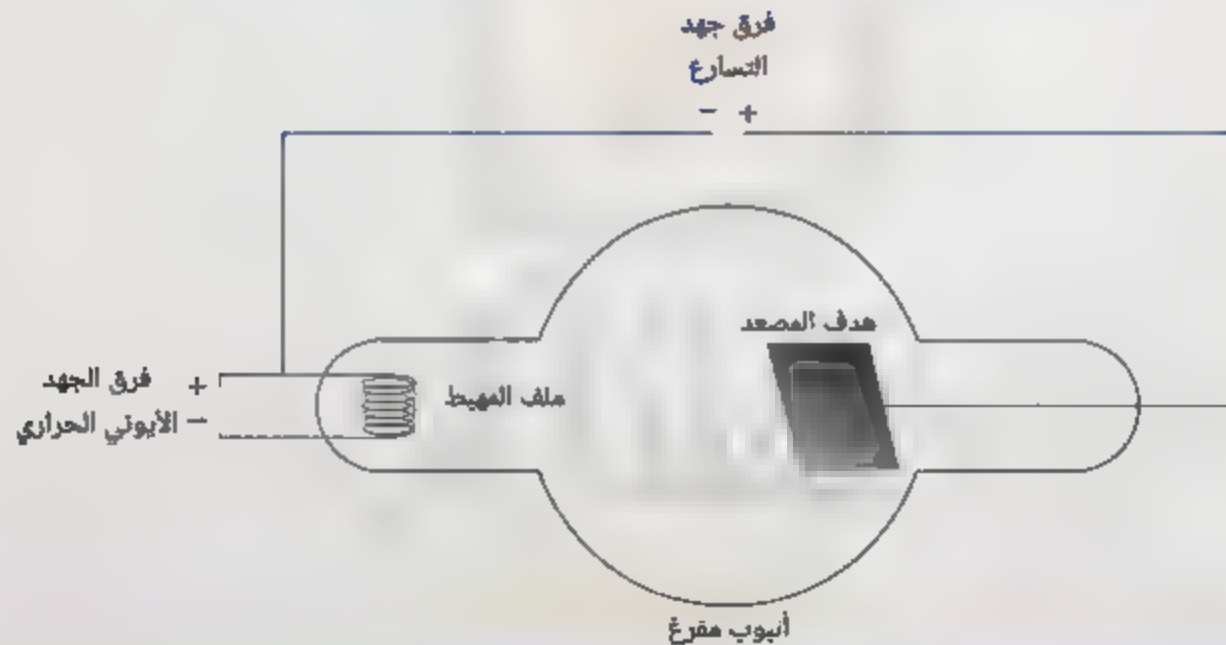 فرق جهد
التسارع
− +
هدف المصعد
فرق الجهد +
الأيوني الحراري −
ملف المهبط
أنبوب مفرغ